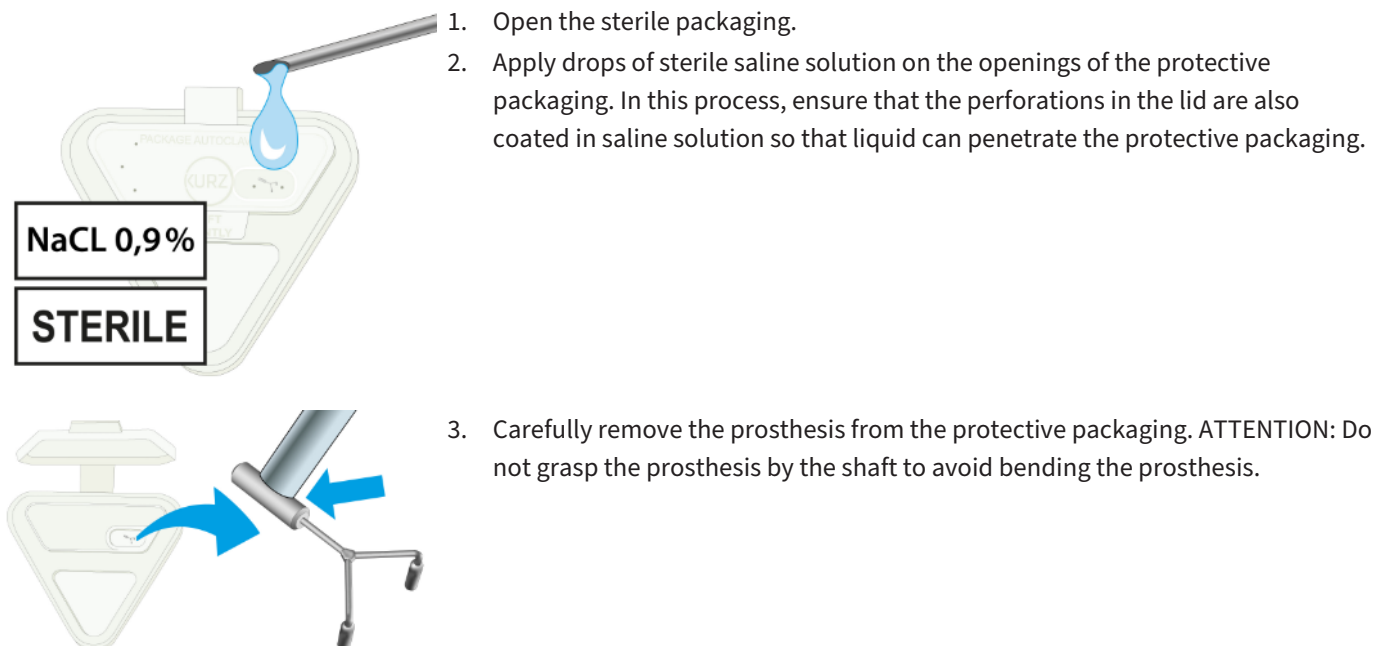 1. Open the sterile packaging.
2. Apply drops of sterile saline solution on the openings of the protective
packaging. In this process, ensure that the perforations in the lid are also
coated in saline solution so that liquid can penetrate the protective packaging.
PACKAGE
KURZ
NaCL 0,9%
STERILE
3. Carefully remove the prosthesis from the protective packaging. ATTENTION: Do
not grasp the prosthesis by the shaft to avoid bending the prosthesis.